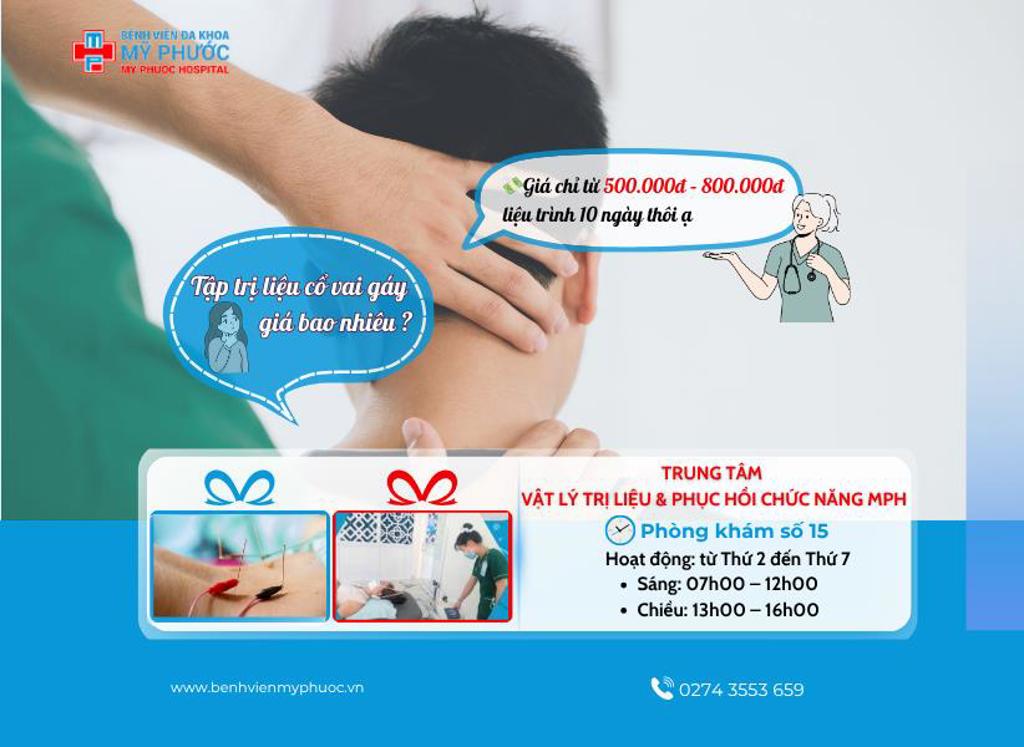 BỆNH VIỆN ĐA KHOA
MỸ PHƯỚC
MY PHUOC HOSPITAL
Giá chỉ từ 500.000đ - 800.000đ
liệu trình 10 ngày thôi ạ
Tập trị liệu cổ vai gáy
giá bao nhiêu ?
TRUNG TÂM
VẬT LÝ TRỊ LIỆU & PHỤC HỒI CHỨC NĂNG MPH
Phòng khám số 15
Hoạt động: từ Thứ 2 đến Thứ 7
• Sáng: 07h00 – 12h00
• Chiều: 13h00 – 16h00
www.benhvienmyphuoc.vn
0274 3553 659